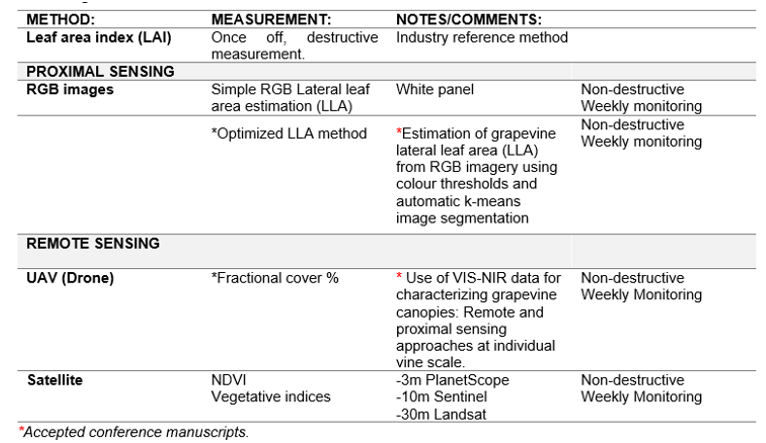 METHOD: MEASUREMENT: NOTES/COMMENTS:
Leaf area index (LAI) Once off, destructive Industry reference method
measurement.
PROXIMAL SENSING
RGB images Simple RGB Lateral leaf White panel Non-destructive
area estimation (LLA) Weekly monitoring
Non-destructive
*Optimized LLA method *Estimation of grapevine Weekly monitoring
lateral leaf area (LLA)
from RGB imagery using
colour thresholds and
automatic k-means
image segmentation
REMOTE SENSING
UAV (Drone) *Fractional cover % * Use of VIS-NIR data for Non-destructive
characterizing grapevine Weekly Monitoring
canopies: Remote and
proximal sensing
approaches at individual
vine scale.
Satellite NDVI -3m PlanetScope Non-destructive
Vegetative indices -10m Sentinel Weekly Monitoring
-30m Landsat
*Accepted conference manuscripts.